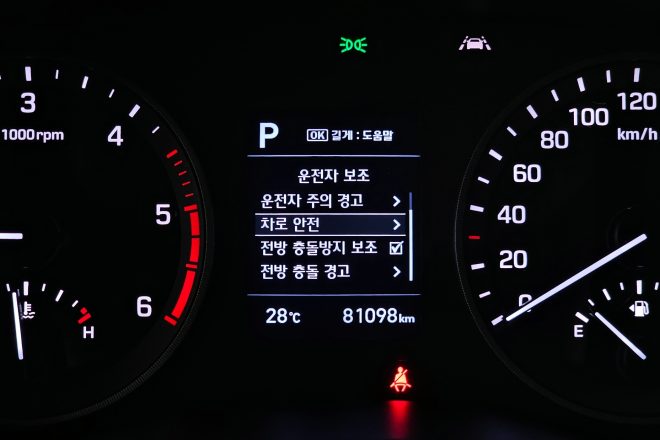 3
1000rpm
4
5
6
H
P OK 길게 : 도움말
운전자 보조
운전자 주의 경고
차로 안전
전방 충돌방지 보조
전방 충돌 경고
28℃ 81098km
120
100
km/h
80
60
40
20
0
E